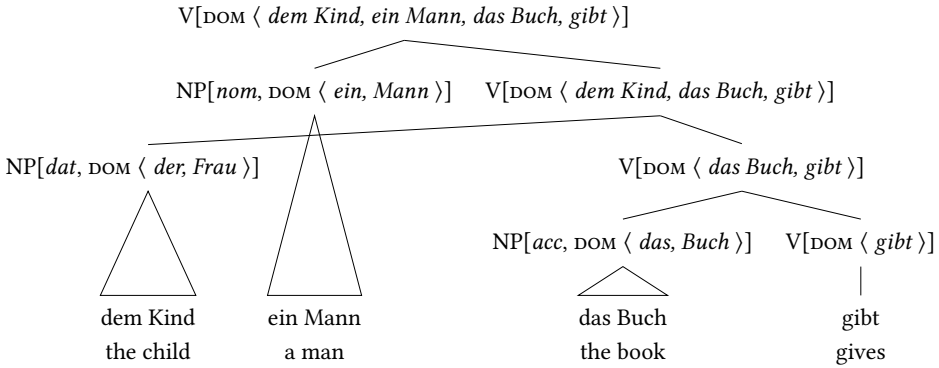 V[DOM ⟨ dem Kind, ein Mann, das Buch, gibt ⟩]
NP[nom, DOM ⟨ ein, Mann ⟩] V[DOM ⟨ dem Kind, das Buch, gibt ⟩]
NP[dat, DOM ⟨ der, Frau ⟩] V[DOM ⟨ das Buch, gibt ⟩]
NP[acc, DOM ⟨ das, Buch ⟩] V[DOM ⟨ gibt ⟩]
dem Kind ein Mann das Buch gibt
the child a man the book gives